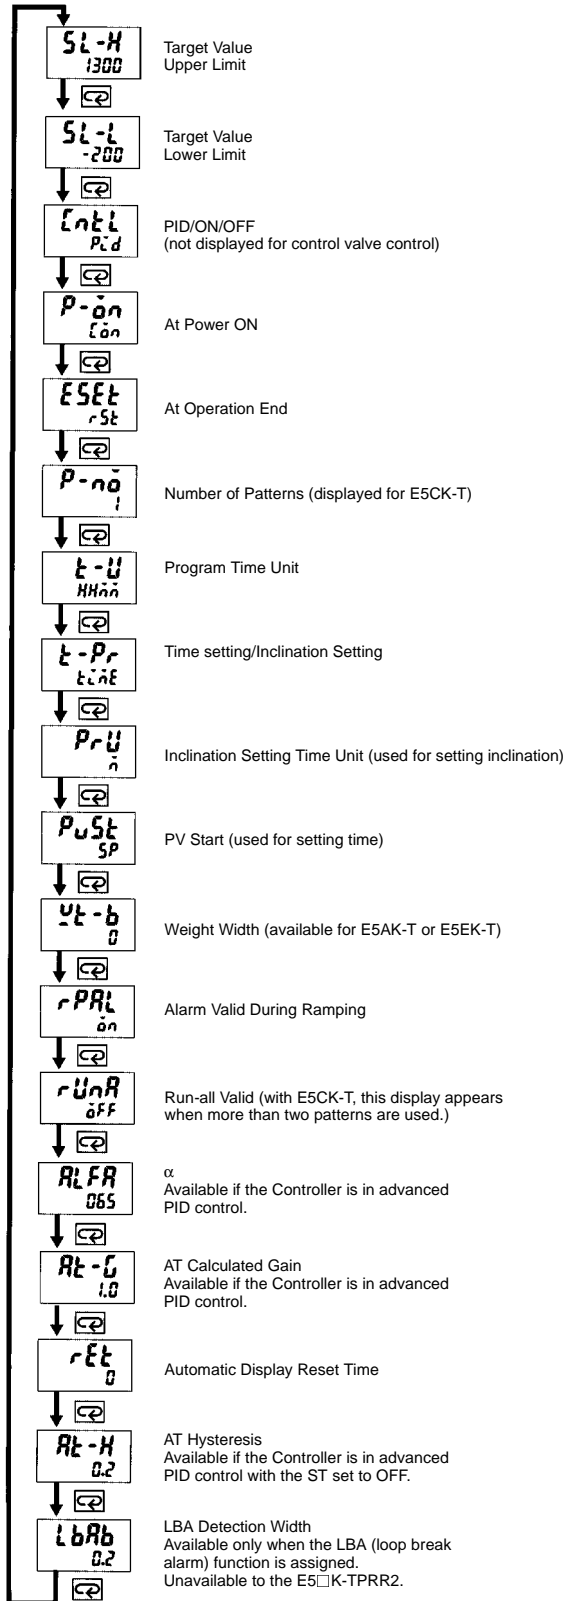 SL-H
1300
Target Value
Upper Limit
SL-L
-200
Target Value
Lower Limit
CntL
Pid
PID/ON/OFF
(not displayed for control valve control)
P-on
Con
At Power ON
ESEt
rSt
At Operation End
P-no
1
Number of Patterns (displayed for E5CK-T)
t-U
HHmm
Program Time Unit
t-Pr
timE
Time setting/Inclination Setting
PrU
m
Inclination Setting Time Unit (used for setting inclination)
PvSt
SP
PV Start (used for setting time)
Wt-b
0
Weight Width (available for E5AK-T or E5EK-T)
rPAL
on
Alarm Valid During Ramping
rUnA
oFF
Run-all Valid (with E5CK-T, this display appears
when more than two patterns are used.)
ALFA
065
α
Available if the Controller is in advanced
PID control.
At-G
1.0
AT Calculated Gain
Available if the Controller is in advanced
PID control.
rEt
0
Automatic Display Reset Time
At-H
0.2
AT Hysteresis
Available if the Controller is in advanced
PID control with the ST set to OFF.
LbAb
0.2
LBA Detection Width
Available only when the LBA (loop break
alarm) function is assigned.
Unavailable to the E5□K-TPRR2.